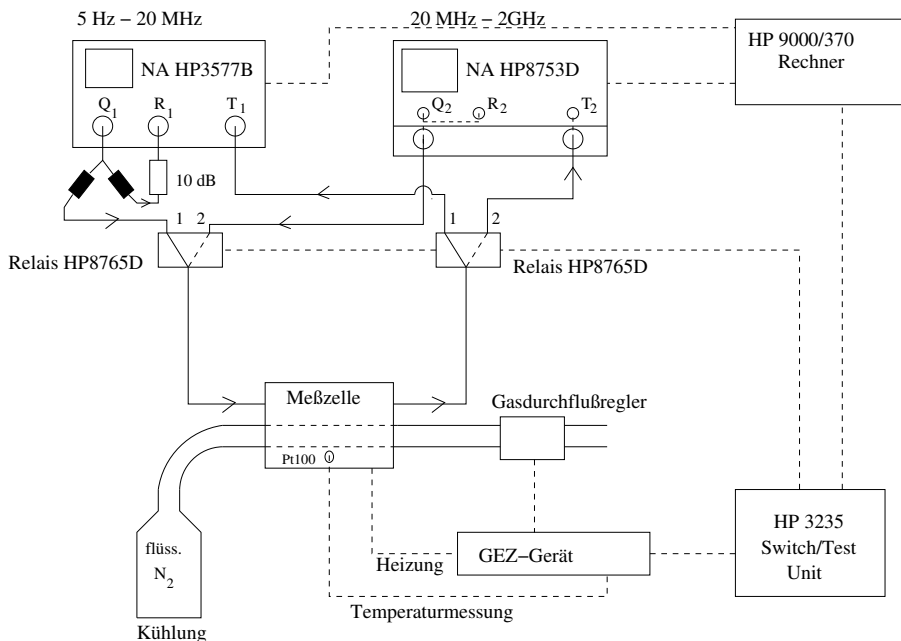 5 Hz − 20 MHz
20 MHz − 2GHz
NA HP3577B
Q1
R1
T1
10 dB
NA HP8753D
Q2
R2
T2
HP 9000/370
Rechner
1
2
1
2
Relais HP8765D
Relais HP8765D
Meßzelle
Pt100
Gasdurchflußregler
flüss.
N2
Kühlung
Heizung
GEZ−Gerät
Temperaturmessung
HP 3235
Switch/Test
Unit